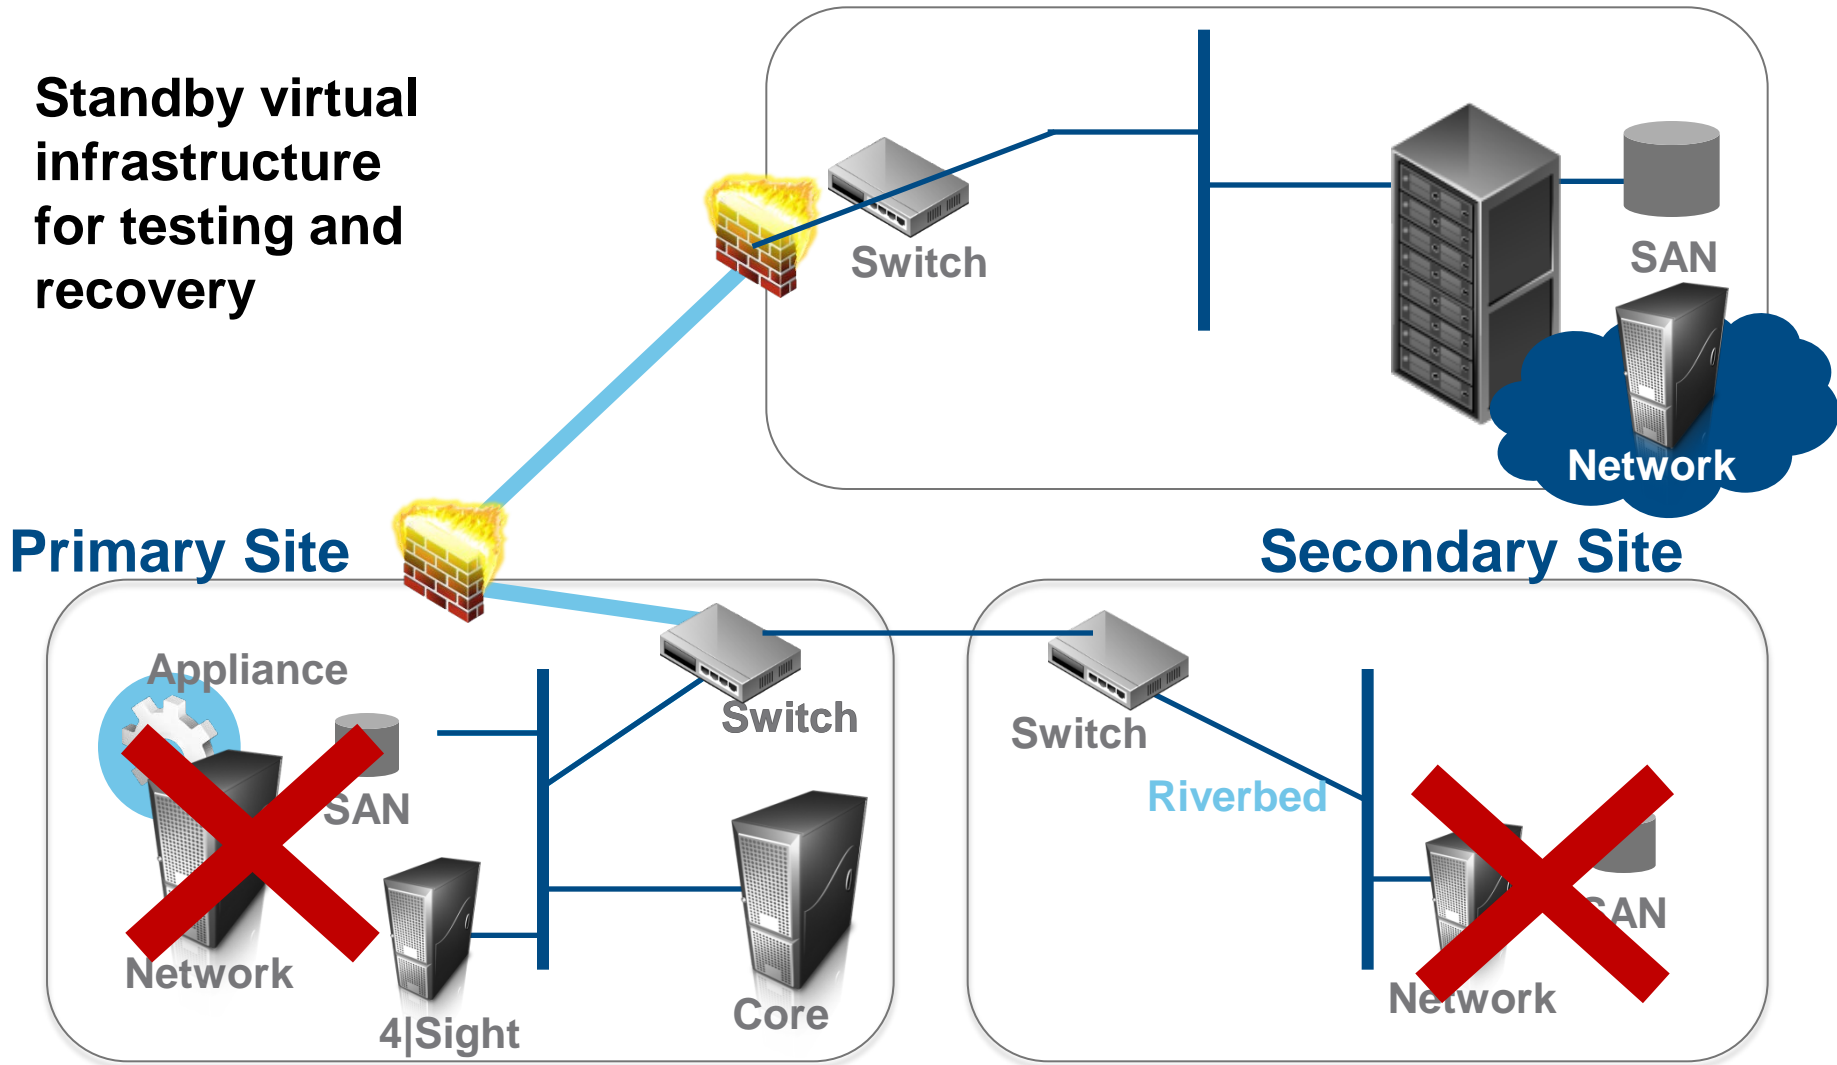 Standby virtual
infrastructure
for testing and
recovery
Switch
SAN
Network
Primary Site
Secondary Site
Appliance
Switch
Switch
SAN
Riverbed
SAN
Network
Network
4|Sight
Core